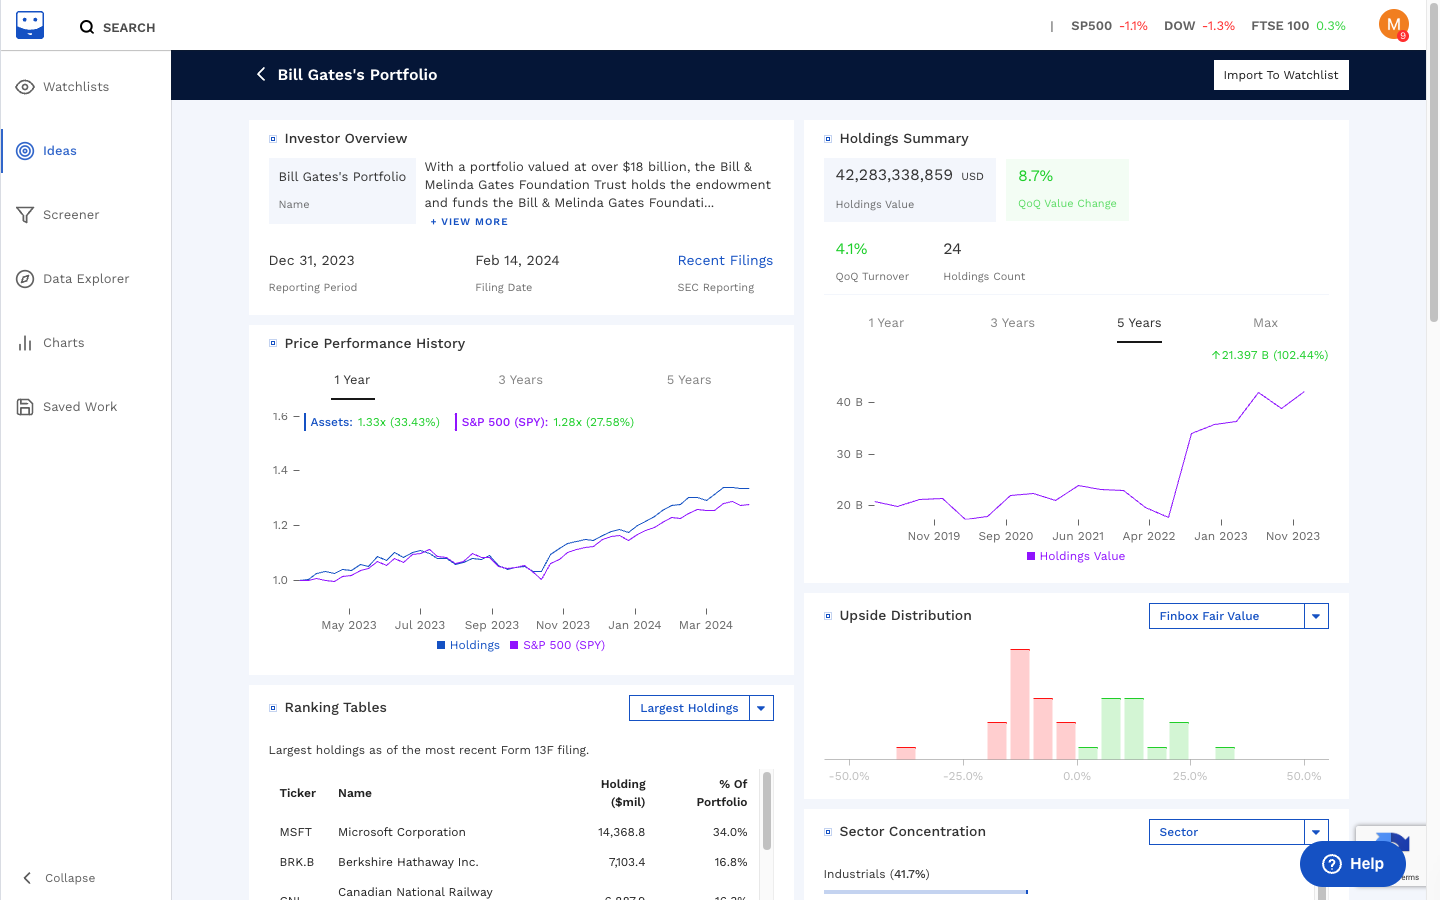 SEARCH
| SP500 -1.1% DOW -1.3% FTSE 100 0.3%
M
9
Watchlists
Ideas
Screener
Data Explorer
Charts
Saved Work
Collapse
Bill Gates's Portfolio
Import To Watchlist
Investor Overview
Bill Gates's Portfolio
Name
With a portfolio valued at over $18 billion, the Bill &
Melinda Gates Foundation Trust holds the endowment
and funds the Bill & Melinda Gates Foundati...
+ VIEW MORE
Dec 31, 2023
Reporting Period
Feb 14, 2024
Filing Date
Recent Filings
SEC Reporting
Price Performance History
1 Year 3 Years 5 Years
Assets: 1.33x (33.43%) S&P 500 (SPY): 1.28x (27.58%)
1.6
1.4
1.2
1.0
May 2023 Jul 2023 Sep 2023 Nov 2023 Jan 2024 Mar 2024
Holdings S&P 500 (SPY)
Ranking Tables
Largest Holdings
Largest holdings as of the most recent Form 13F filing.
Ticker Name Holding ($mil) % Of Portfolio
MSFT Microsoft Corporation 14,368.8 34.0%
BRK.B Berkshire Hathaway Inc. 7,103.4 16.8%
Canadian National Railway
Holdings Summary
42,283,338,859 USD
Holdings Value
8.7%
QoQ Value Change
4.1%
QoQ Turnover
24
Holdings Count
1 Year 3 Years 5 Years Max
↑21.397 B (102.44%)
40 B
30 B
20 B
Nov 2019 Sep 2020 Jun 2021 Apr 2022 Jan 2023 Nov 2023
Holdings Value
Upside Distribution
Finbox Fair Value
-50.0% -25.0% 0.0% 25.0% 50.0%
Sector Concentration
Sector
Industrials (41.7%)
Help